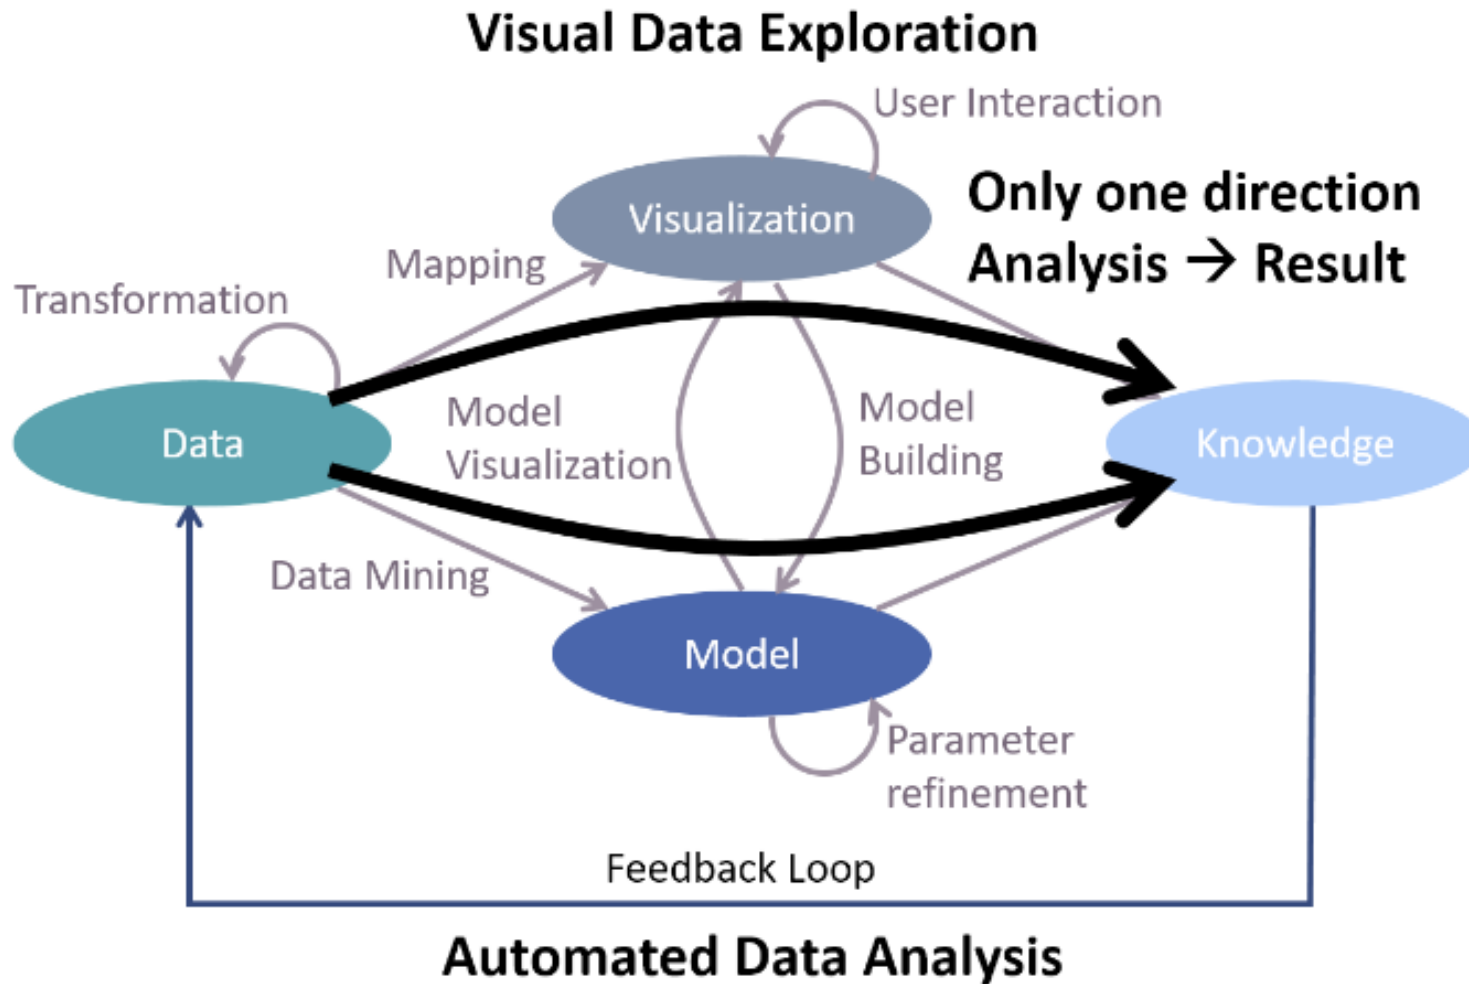 Visual Data Exploration
User Interaction
Only one direction
Analysis → Result
Visualization
Mapping
Transformation
Model
Visualization
Model
Building
Data
Knowledge
Data Mining
Model
Parameter
refinement
Feedback Loop
Automated Data Analysis